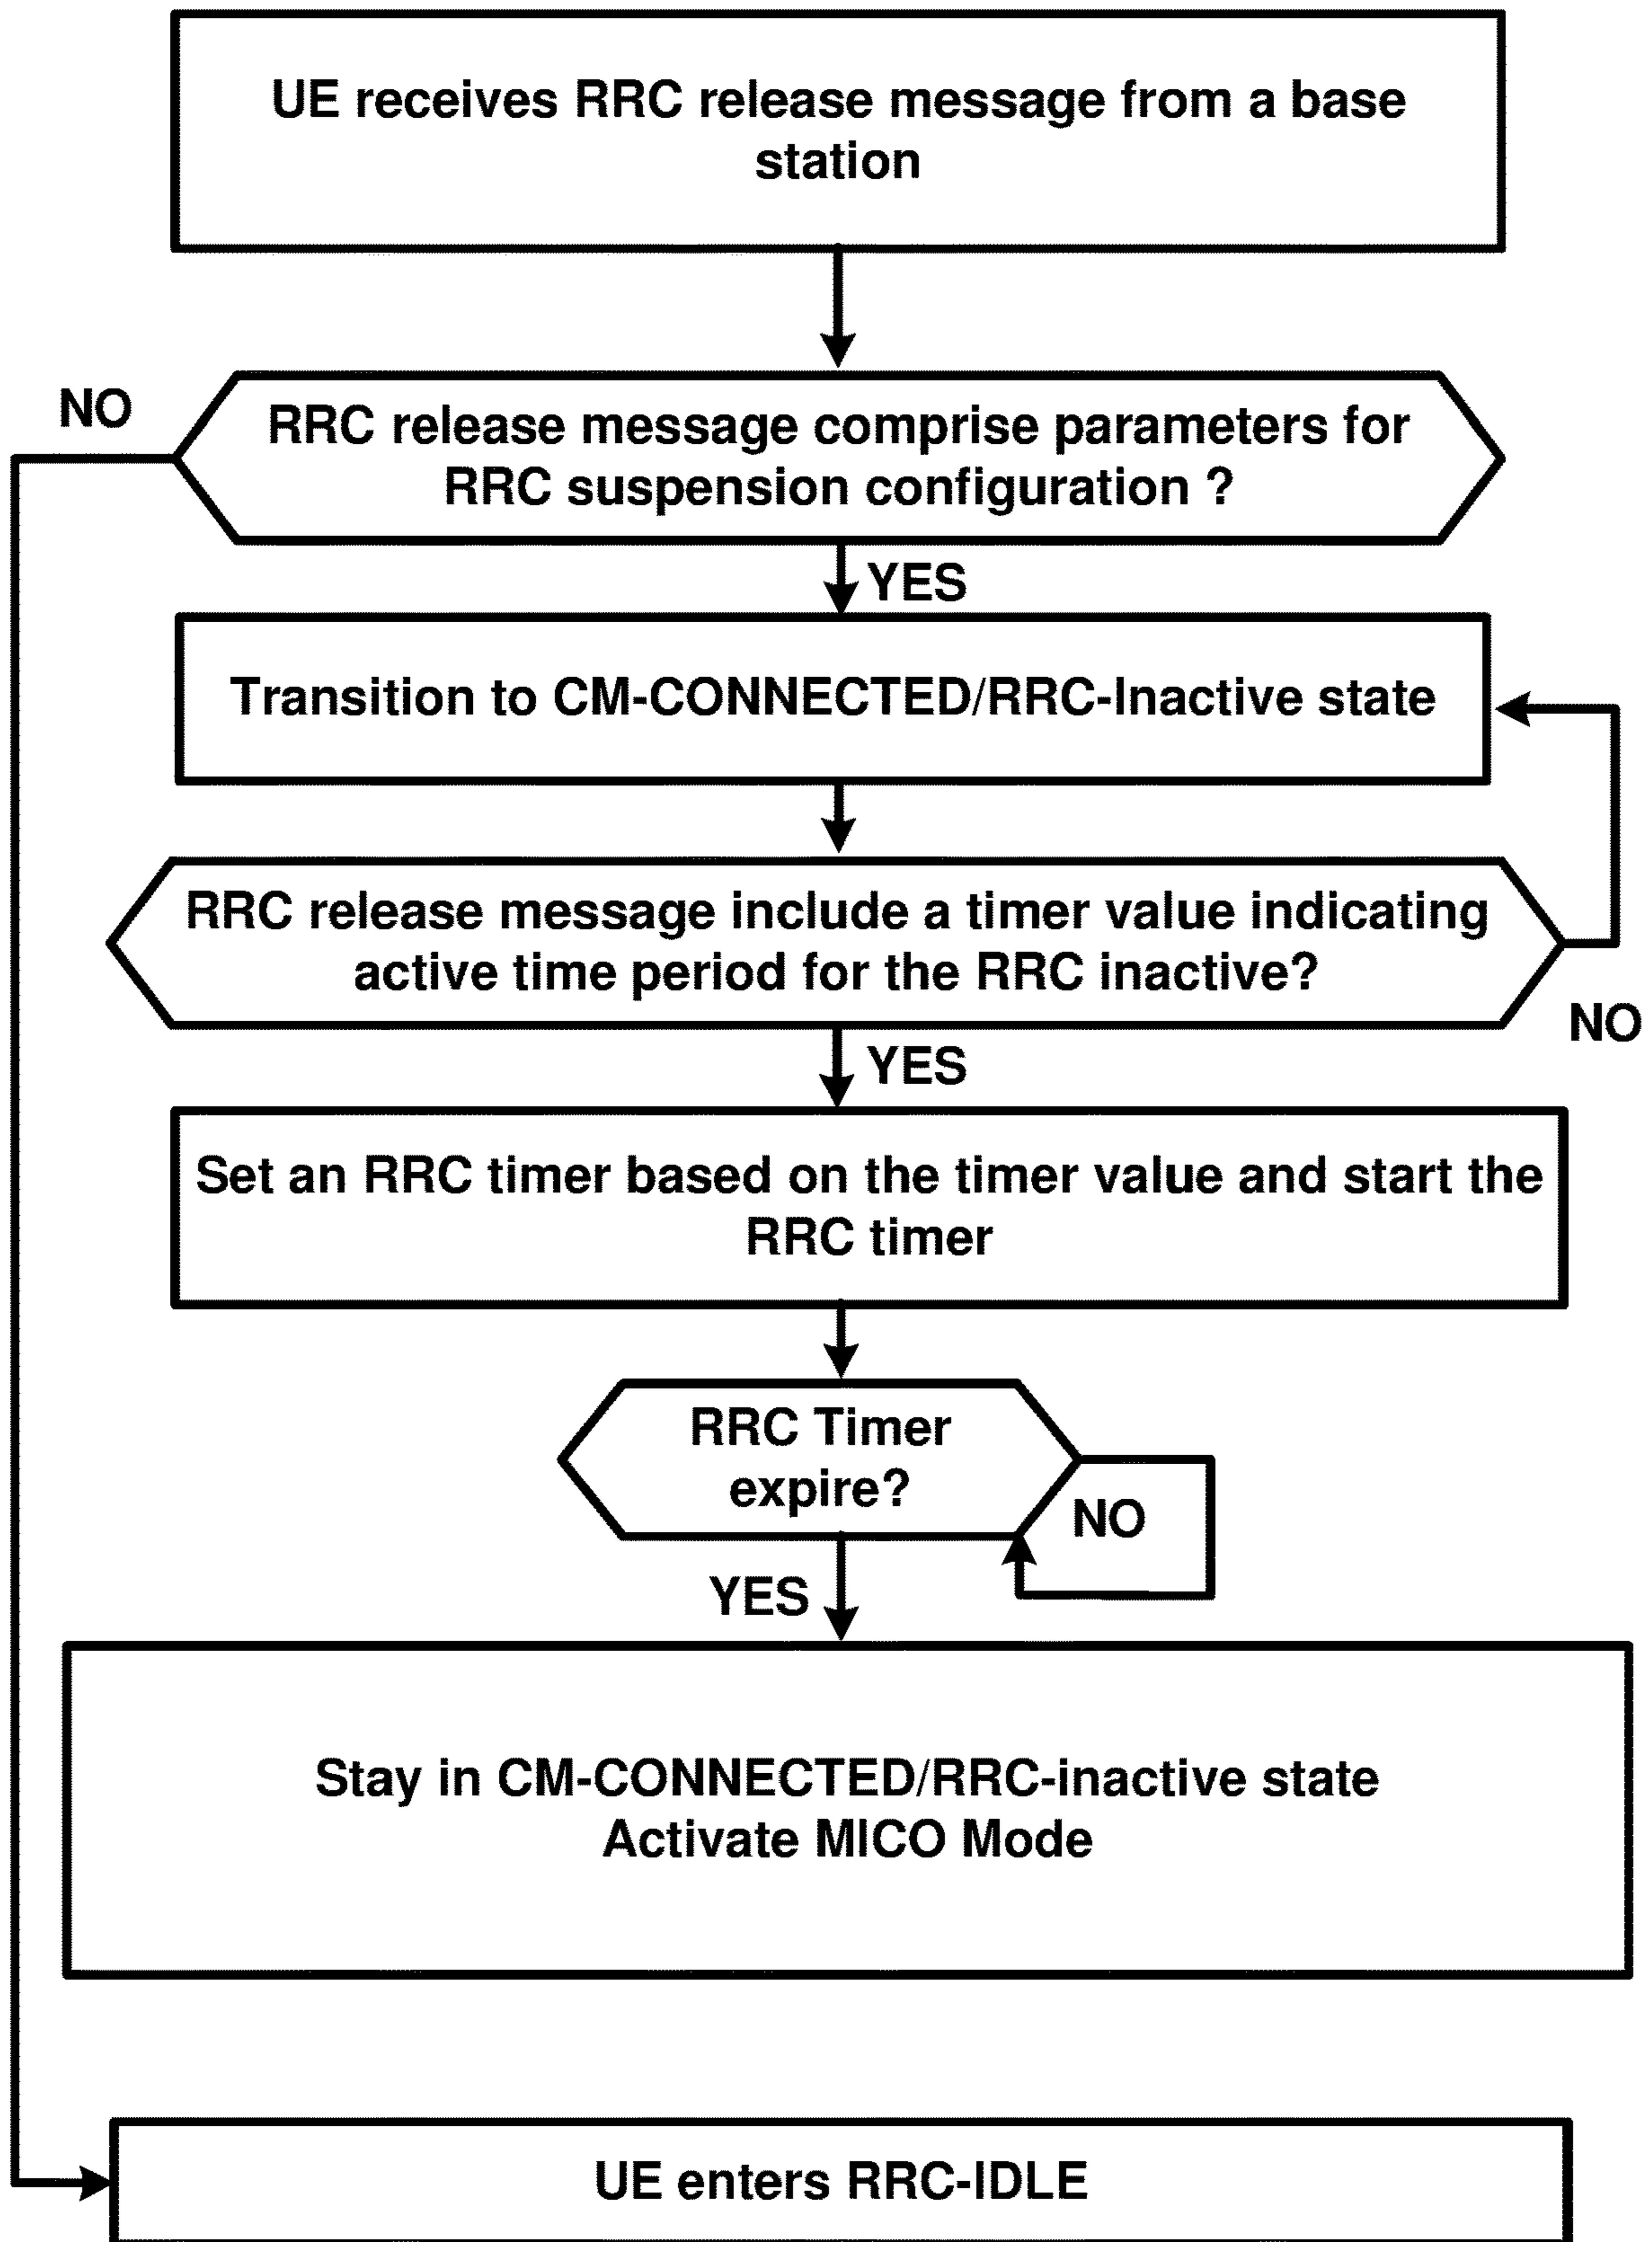 UE receives RRC release message from a base
station
NO
RRC release message comprise parameters for
RRC suspension configuration ?
YES
Transition to CM-CONNECTED/RRC-Inactive state
RRC release message include a timer value indicating
active time period for the RRC inactive?
NO
YES
Set an RRC timer based on the timer value and start the
RRC timer
RRC Timer
expire?
NO
YES
Stay in CM-CONNECTED/RRC-inactive state
Activate MICO Mode
UE enters RRC-IDLE